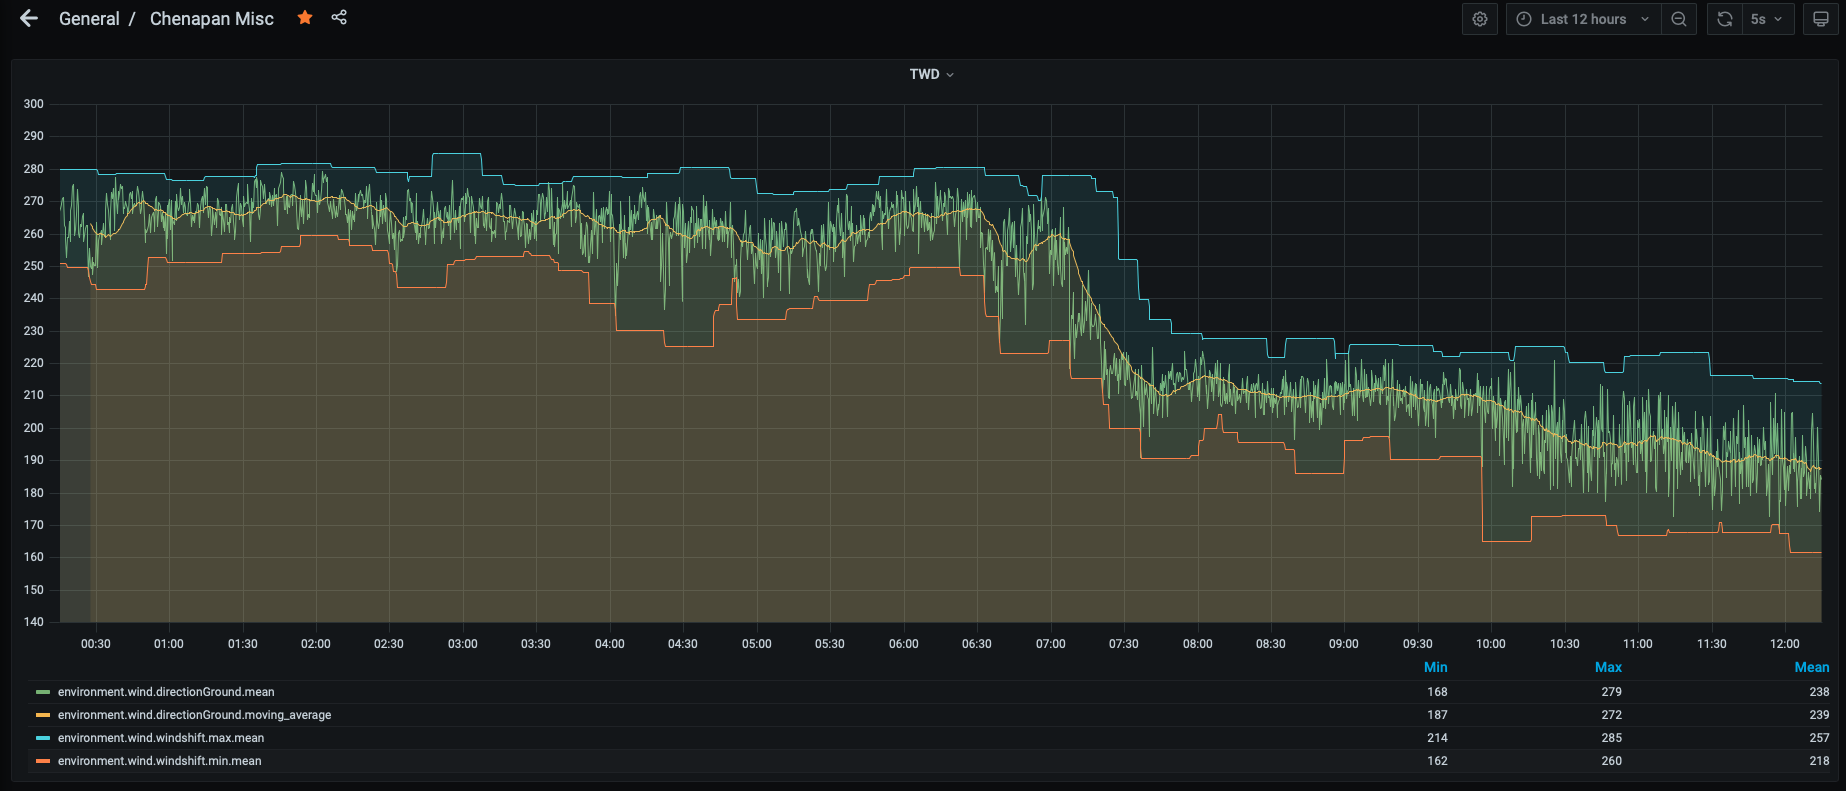 General / Chenapan Misc
Last 12 hours
5s
TWD
300
290
280
270
260
250
240
230
220
210
200
190
180
170
160
150
140
00:30 01:00 01:30 02:00 02:30 03:00 03:30 04:00 04:30 05:00 05:30 06:00 06:30 07:00 07:30 08:00 08:30 09:00 09:30 10:00 10:30 11:00 11:30 12:00
Min Max Mean
environment.wind.directionGround.mean 168 279 238
environment.wind.directionGround.moving_average 187 272 239
environment.wind.windshift.max.mean 214 285 257
environment.wind.windshift.min.mean 162 260 218